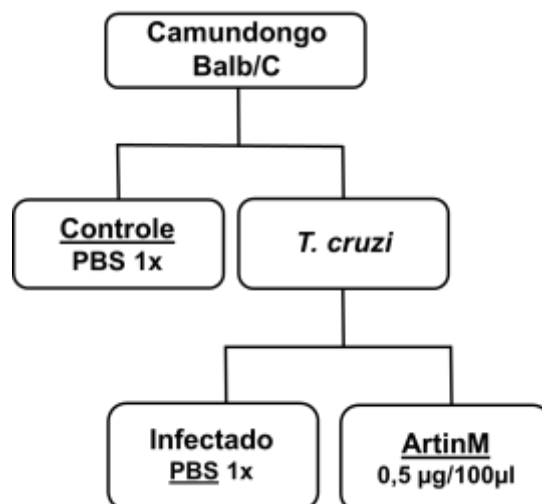 Camundongo
Balb/C
Controle
PBS 1x
T. cruzi
Infectado
PBS 1x
ArtinM
0,5 µg/100µl